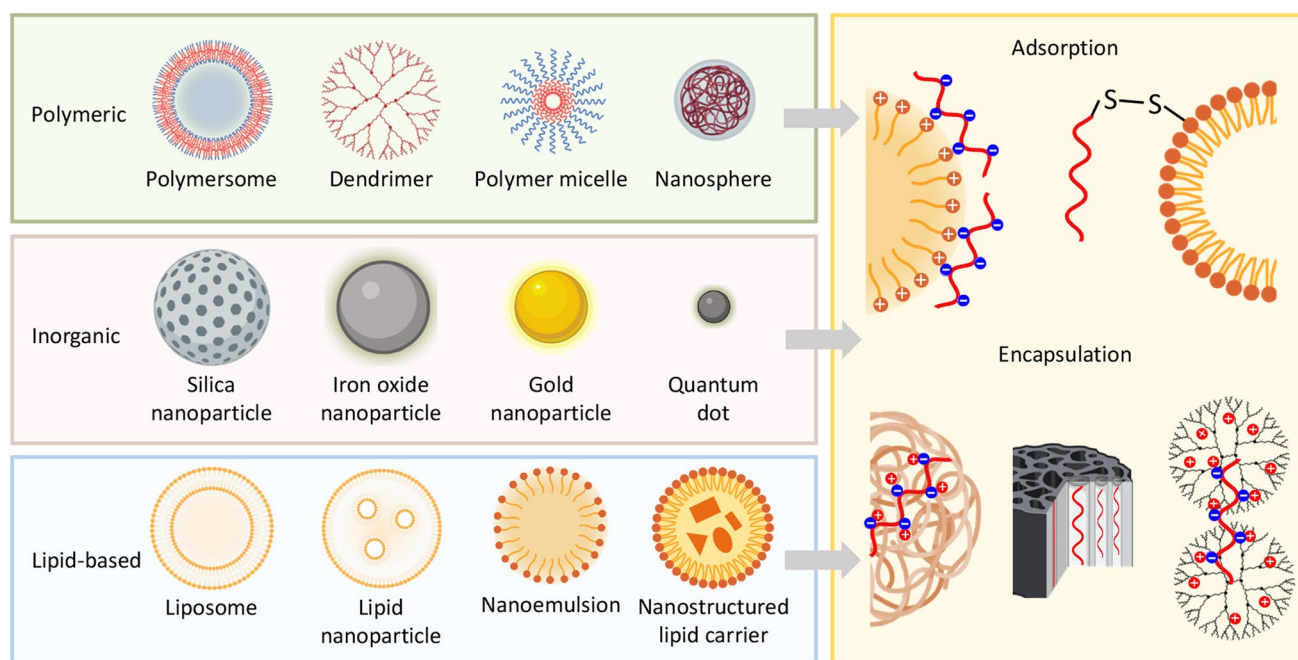 Polymeric
Polymersome
Dendrimer
Polymer micelle
Nanosphere
Inorganic
Silica
nanoparticle
Iron oxide
nanoparticle
Gold
nanoparticle
Quantum
dot
Lipid-based
Liposome
Lipid
nanoparticle
Nanoemulsion
Nanostructured
lipid carrier
Adsorption
S S
Encapsulation